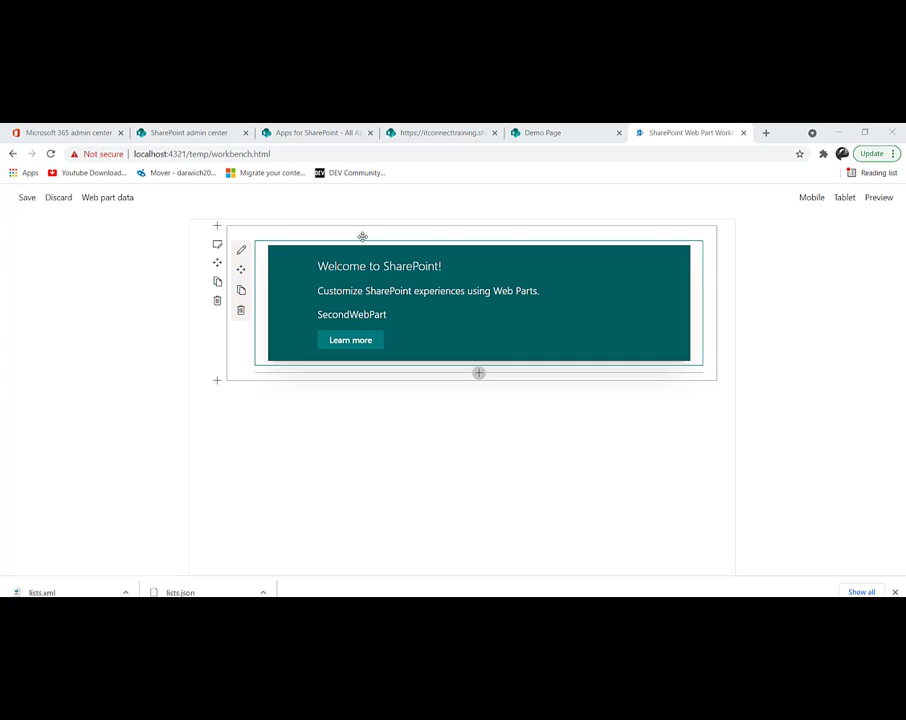 Microsoft 365 admin center
SharePoint admin center
Apps for SharePoint - All A
https://itconnecttraining.sh
Demo Page
SharePoint Web Part Work
Not secure | localhost:4321/temp/workbench.html
Update
Apps
Youtube Download...
Mover - darwich20...
Migrate your conte...
DEV Community...
Reading list
Save
Discard
Web part data
Mobile
Tablet
Preview
Welcome to SharePoint!
Customize SharePoint experiences using Web Parts.
SecondWebPart
Learn more
lists.xml
lists.json
Show all